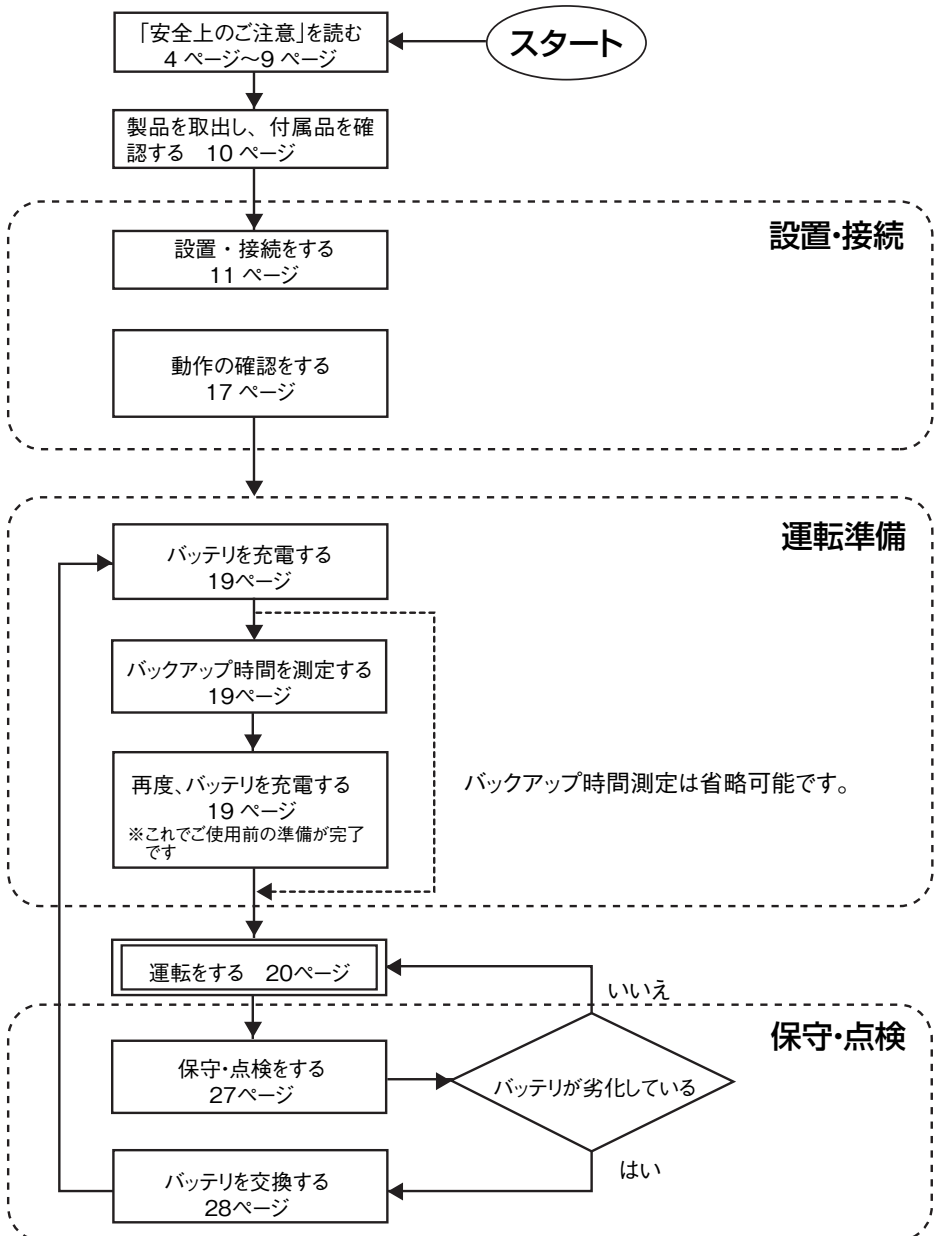 スタート
「安全上のご注意」を読む
4 ページ～9 ページ
製品を取出し、付属品を確
認する　10 ページ
設置･接続
設置・接続をする
11 ページ
動作の確認をする
17 ページ
運転準備
バッテリを充電する
19ページ
バックアップ時間を測定する
19ページ
再度、バッテリを充電する
19 ページ
※これでご使用前の準備が完了
です
バックアップ時間測定は省略可能です。
運転をする　20ページ
いいえ
保守･点検
保守･点検をする
27ページ
バッテリが劣化している
はい
バッテリを交換する
28ページ